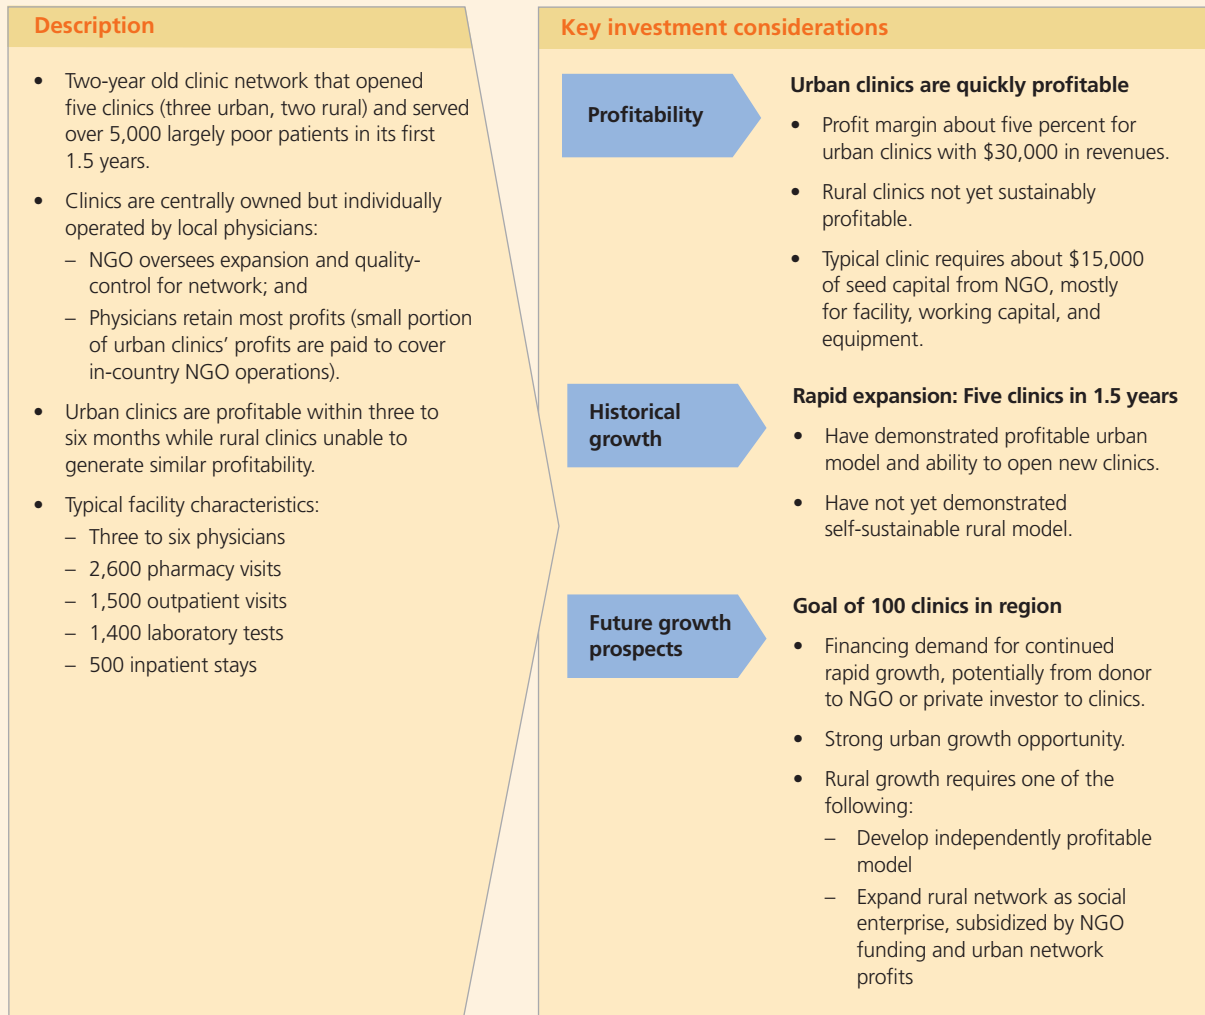 Description
• Two-year old clinic network that opened
five clinics (three urban, two rural) and served
over 5,000 largely poor patients in its first
1.5 years.
• Clinics are centrally owned but individually
operated by local physicians:
– NGO oversees expansion and quality-
control for network; and
– Physicians retain most profits (small portion
of urban clinics’ profits are paid to cover
in-country NGO operations).
• Urban clinics are profitable within three to
six months while rural clinics unable to
generate similar profitability.
• Typical facility characteristics:
– Three to six physicians
– 2,600 pharmacy visits
– 1,500 outpatient visits
– 1,400 laboratory tests
– 500 inpatient stays
Key investment considerations
Profitability
Urban clinics are quickly profitable
• Profit margin about five percent for
urban clinics with $30,000 in revenues.
• Rural clinics not yet sustainably
profitable.
• Typical clinic requires about $15,000
of seed capital from NGO, mostly
for facility, working capital, and
equipment.
Historical
growth
Rapid expansion: Five clinics in 1.5 years
• Have demonstrated profitable urban
model and ability to open new clinics.
• Have not yet demonstrated
self-sustainable rural model.
Future growth
prospects
Goal of 100 clinics in region
• Financing demand for continued
rapid growth, potentially from donor
to NGO or private investor to clinics.
• Strong urban growth opportunity.
• Rural growth requires one of the
following:
– Develop independently profitable
model
– Expand rural network as social
enterprise, subsidized by NGO
funding and urban network
profits